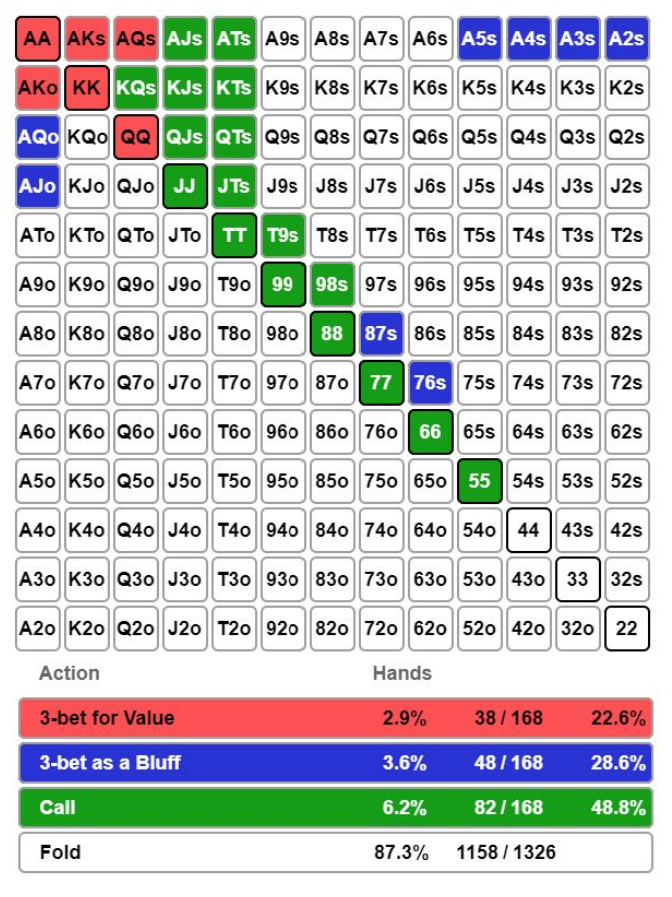 AA AKs AQs AJs ATs A9s A8s A7s A6s A5s A4s A3s A2s
AKo KK KQs KJs KTs K9s K8s K7s K6s K5s K4s K3s K2s
AQo KQo QQ QJs QTs Q9s Q8s Q7s Q6s Q5s Q4s Q3s Q2s
AJo KJo QJo JJ JTs J9s J8s J7s J6s J5s J4s J3s J2s
ATo KTo QTo JTo TT T9s T8s T7s T6s T5s T4s T3s T2s
A9o K9o Q9o J9o T9o 99 98s 97s 96s 95s 94s 93s 92s
A8o K8o Q8o J8o T8o 98o 88 87s 86s 85s 84s 83s 82s
A7o K7o Q7o J7o T7o 97o 87o 77 76s 75s 74s 73s 72s
A6o K6o Q6o J6o T6o 96o 86o 76o 66 65s 64s 63s 62s
A5o K5o Q5o J5o T5o 95o 85o 75o 65o 55 54s 53s 52s
A4o K4o Q4o J4o T4o 94o 84o 74o 64o 54o 44 43s 42s
A3o K3o Q3o J3o T3o 93o 83o 73o 63o 53o 43o 33 32s
A2o K2o Q2o J2o T2o 92o 82o 72o 62o 52o 42o 32o 22
Action Hands
3-bet for Value 2.9% 38 / 168 22.6%
3-bet as a Bluff 3.6% 48 / 168 28.6%
Call 6.2% 82 / 168 48.8%
Fold 87.3% 1158 / 1326